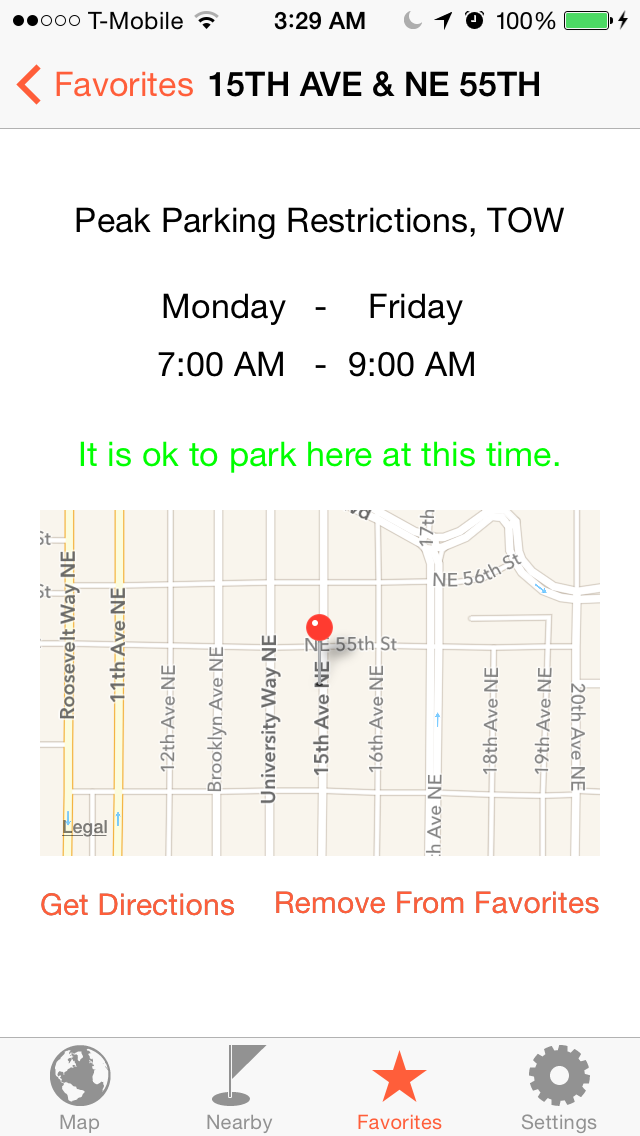 T-Mobile 3:29 AM 100%
Favorites 15TH AVE & NE 55TH
Peak Parking Restrictions, TOW
Monday - Friday
7:00 AM - 9:00 AM
It is ok to park here at this time.
17th
St
NE 56th St
St
Roosevelt Way NE
11th Ave NE
NE 55th St
12th Ave NE
Brooklyn Ave NE
University Way NE
15th Ave NE
16th Ave NE
18th Ave NE
19th Ave NE
20th Ave NE
h Ave NE
Legal
Get Directions Remove From Favorites
Map Nearby Favorites Settings